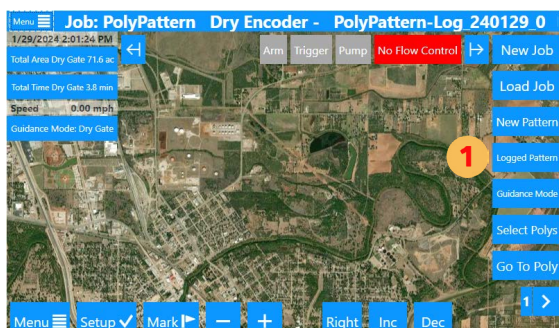 Menu Job: PolyPattern Dry Encoder - PolyPattern-Log_240129_0
1/29/2024 2:01:24 PM
Arm Trigger Pump No Flow Control
New Job
Total Area Dry Gate 71.6 ac
Load Job
Total Time Dry Gate 3.8 min
Speed 0.00 mph
New Pattern
Guidance Mode: Dry Gate
1
Logged Pattern
Guidance Mode
Select Polys
Go To Poly
1 >
Menu Setup Mark − + Right Inc Dec